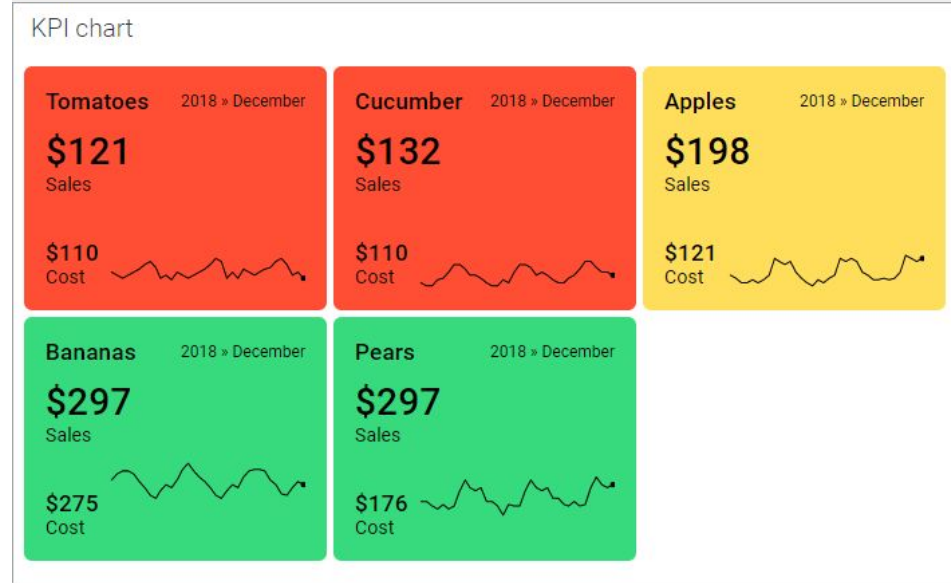 KPI chart
Tomatoes 2018 » December
$121
Sales
$110
Cost
Cucumber 2018 » December
$132
Sales
$110
Cost
Apples 2018 » December
$198
Sales
$121
Cost
Bananas 2018 » December
$297
Sales
$275
Cost
Pears 2018 » December
$297
Sales
$176
Cost